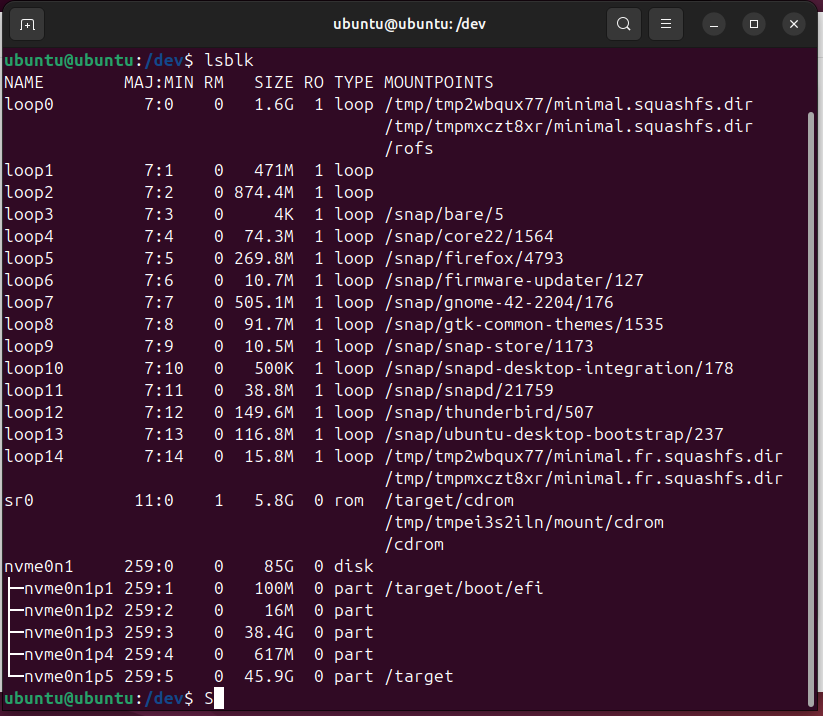 ubuntu@ubuntu: /dev
ubuntu@ubuntu:/dev$ lsblk
NAME        MAJ:MIN RM   SIZE RO TYPE MOUNTPOINTS
loop0         7:0    0   1.6G  1 loop /tmp/tmp2wbqux77/minimal.squashfs.dir
                                      /tmp/tmpmxczt8xr/minimal.squashfs.dir
                                      /rofs
loop1         7:1    0   471M  1 loop
loop2         7:2    0 874.4M  1 loop
loop3         7:3    0     4K  1 loop /snap/bare/5
loop4         7:4    0  74.3M  1 loop /snap/core22/1564
loop5         7:5    0 269.8M  1 loop /snap/firefox/4793
loop6         7:6    0  10.7M  1 loop /snap/firmware-updater/127
loop7         7:7    0 505.1M  1 loop /snap/gnome-42-2204/176
loop8         7:8    0  91.7M  1 loop /snap/gtk-common-themes/1535
loop9         7:9    0  10.5M  1 loop /snap/snap-store/1173
loop10        7:10   0   500K  1 loop /snap/snapd-desktop-integration/178
loop11        7:11   0  38.8M  1 loop /snap/snapd/21759
loop12        7:12   0 149.6M  1 loop /snap/thunderbird/507
loop13        7:13   0 116.8M  1 loop /snap/ubuntu-desktop-bootstrap/237
loop14        7:14   0  15.8M  1 loop /tmp/tmp2wbqux77/minimal.fr.squashfs.dir
                                      /tmp/tmpmxczt8xr/minimal.fr.squashfs.dir
sr0          11:0    1   5.8G  0 rom  /target/cdrom
                                      /tmp/tmpei3s2iln/mount/cdrom
                                      /cdrom
nvme0n1     259:0    0    85G  0 disk
├─nvme0n1p1 259:1    0   100M  0 part /target/boot/efi
├─nvme0n1p2 259:2    0    16M  0 part
├─nvme0n1p3 259:3    0  38.4G  0 part
├─nvme0n1p4 259:4    0   617M  0 part
└─nvme0n1p5 259:5    0  45.9G  0 part /target
ubuntu@ubuntu:/dev$ S